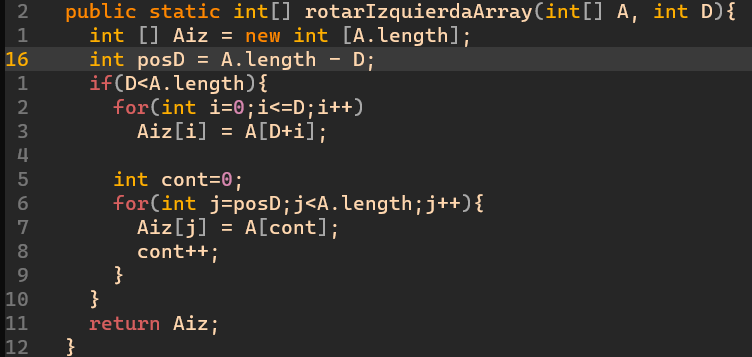 2 public static int[] rotarIzquierdaArray(int[] A, int D){
1 int [] Aiz = new int [A.length];
16 int posD = A.length - D;
1 if(D<A.length){
2 for(int i=0;i<=D;i++)
3 Aiz[i] = A[D+i];
4
5 int cont=0;
6 for(int j=posD;j<A.length;j++){
7 Aiz[j] = A[cont];
8 cont++;
9 }
10 }
11 return Aiz;
12 }